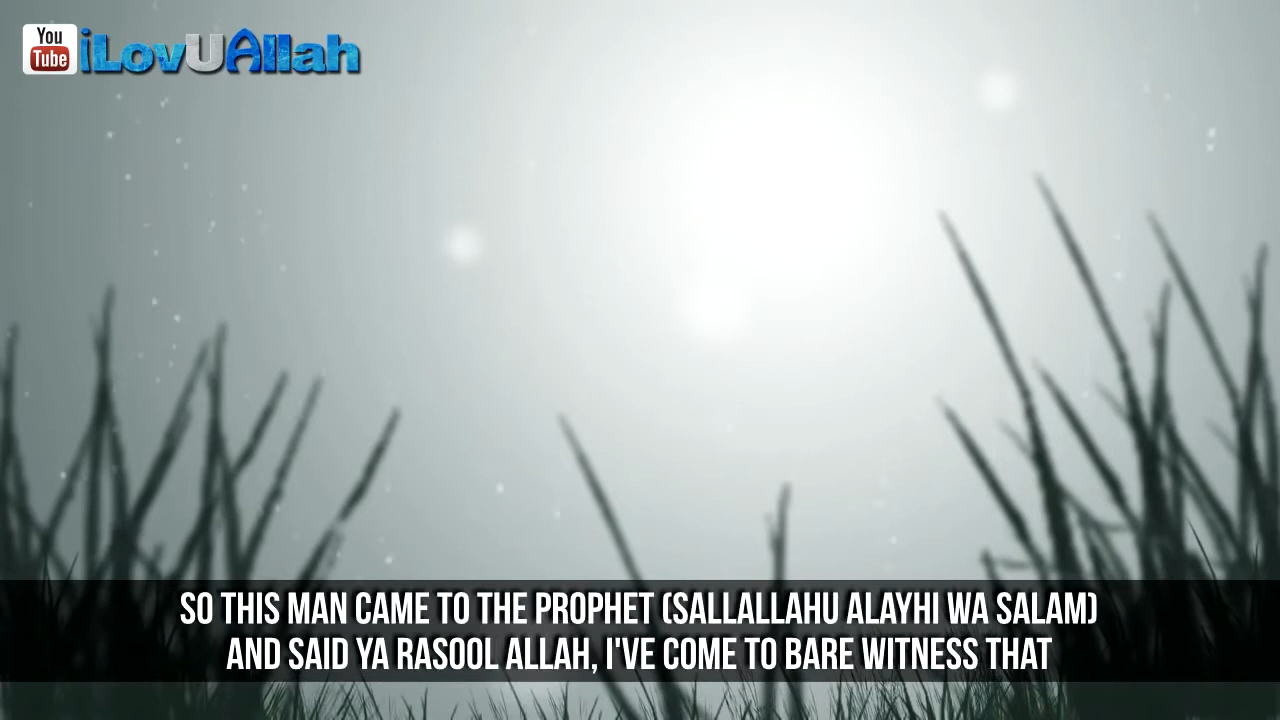 You
Tube
iLovUAllah
SO THIS MAN CAME TO THE PROPHET (SALLALLAHU ALAYHI WA SALAM)
AND SAID YA RASOOL ALLAH, I'VE COME TO BARE WITNESS THAT